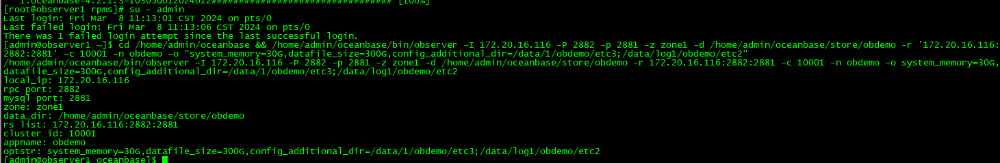 1:oceanbase-4.2.1.3-103050012024012################################# [100%]
[root@observer1 rpms]# su - admin
Last login: Fri Mar  8 11:13:01 CST 2024 on pts/0
Last failed login: Fri Mar  8 11:13:06 CST 2024 on pts/0
There was 1 failed login attempt since the last successful login.
[admin@observer1 ~]$ cd /home/admin/oceanbase && /home/admin/oceanbase/bin/observer -I 172.20.16.116 -P 2882 -p 2881 -z zone1 -d /home/admin/oceanbase/store/obdemo -r '172.20.16.116:
2882:2881' -c 10001 -n obdemo -o "system_memory=30G,datafile_size=300G,config_additional_dir=/data/1/obdemo/etc3;/data/log1/obdemo/etc2"
/home/admin/oceanbase/bin/observer -I 172.20.16.116 -P 2882 -p 2881 -z zone1 -d /home/admin/oceanbase/store/obdemo -r 172.20.16.116:2882:2881 -c 10001 -n obdemo -o system_memory=30G,
datafile_size=300G,config_additional_dir=/data/1/obdemo/etc3;/data/log1/obdemo/etc2
local_ip: 172.20.16.116
rpc port: 2882
mysql port: 2881
zone: zone1
data_dir: /home/admin/oceanbase/store/obdemo
rs list: 172.20.16.116:2882:2881
cluster id: 10001
appname: obdemo
optstr: system_memory=30G,datafile_size=300G,config_additional_dir=/data/1/obdemo/etc3;/data/log1/obdemo/etc2
[admin@observer1 oceanbase]$